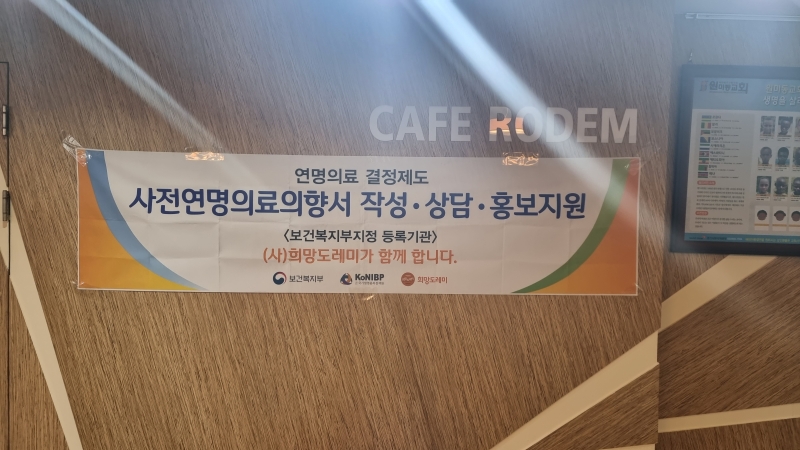 CAFE RODEM
연명의료 결정제도
사전연명의료의향서 작성·상담·홍보지원
<보건복지부지정 등록기관>
(사)희망도레미가 함께 합니다.
보건복지부
KoNIBP
희망도레미